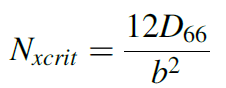 N_{xcrit} = \frac{12D_{66}}{b^2}